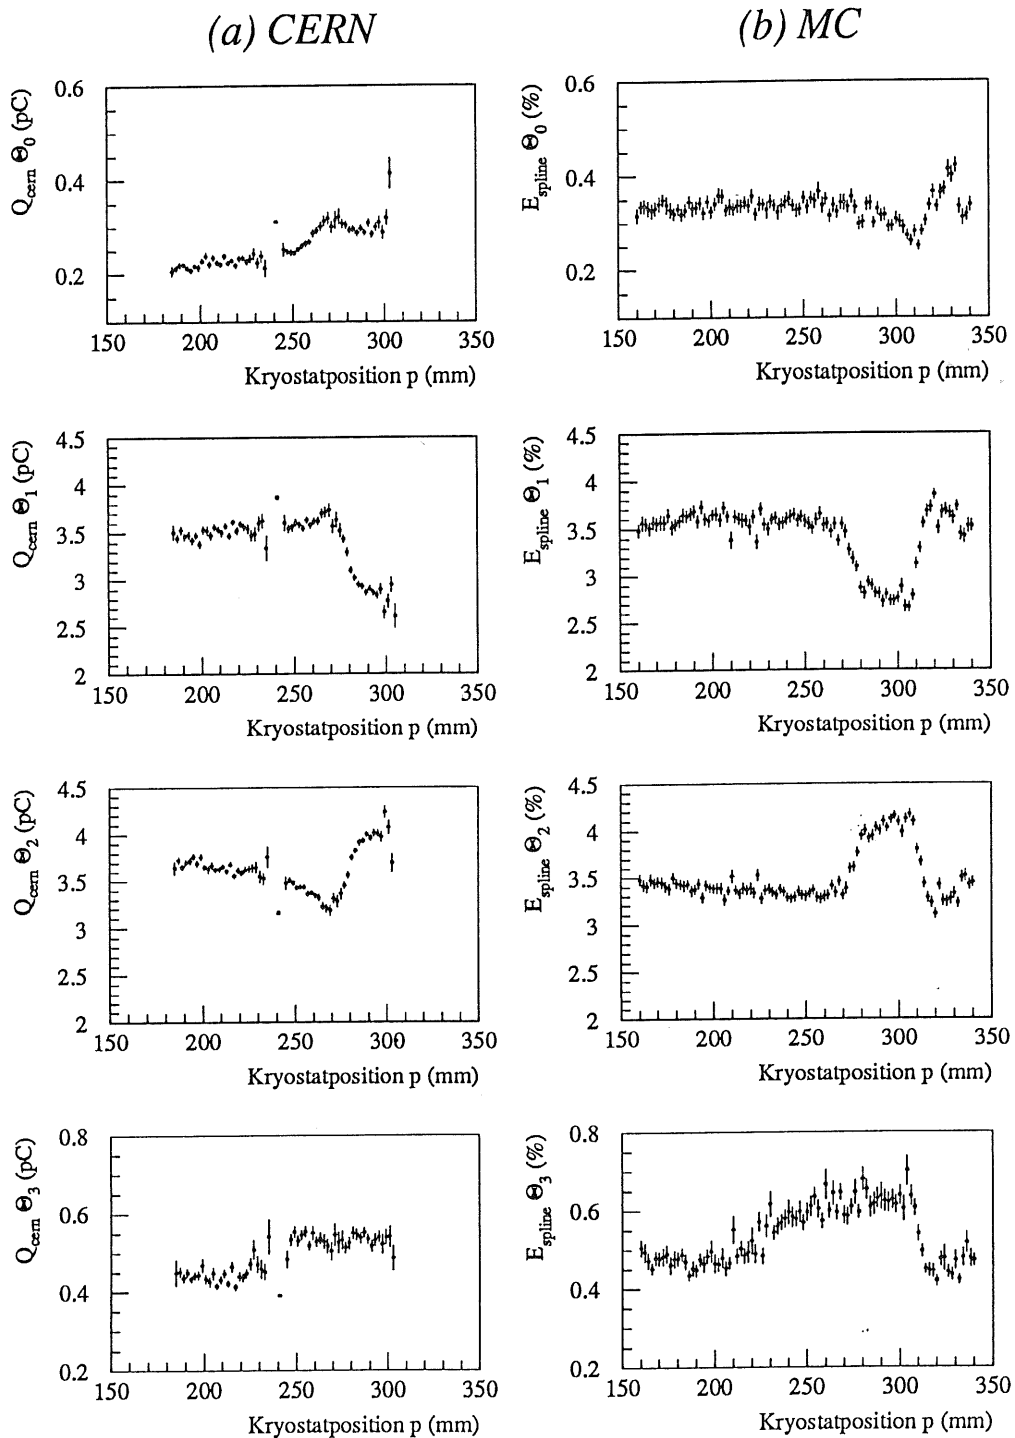 (a) CERN
(b) MC
Q_cern Θ_0 (pC)
0.6
0.4
0.2
150 200 250 300 350
Kryostatposition p (mm)
E_spline Θ_0 (%)
0.6
0.4
0.2
150 200 250 300 350
Kryostatposition p (mm)
Q_cern Θ_1 (pC)
4.5
4
3.5
3
2.5
2
150 200 250 300 350
Kryostatposition p (mm)
E_spline Θ_1 (%)
4.5
4
3.5
3
2.5
2
150 200 250 300 350
Kryostatposition p (mm)
Q_cern Θ_2 (pC)
4.5
4
3.5
3
2.5
2
150 200 250 300 350
Kryostatposition p (mm)
E_spline Θ_2 (%)
4.5
4
3.5
3
2.5
2
150 200 250 300 350
Kryostatposition p (mm)
Q_cern Θ_3 (pC)
0.8
0.6
0.4
0.2
150 200 250 300 350
Kryostatposition p (mm)
E_spline Θ_3 (%)
0.8
0.6
0.4
0.2
150 200 250 300 350
Kryostatposition p (mm)